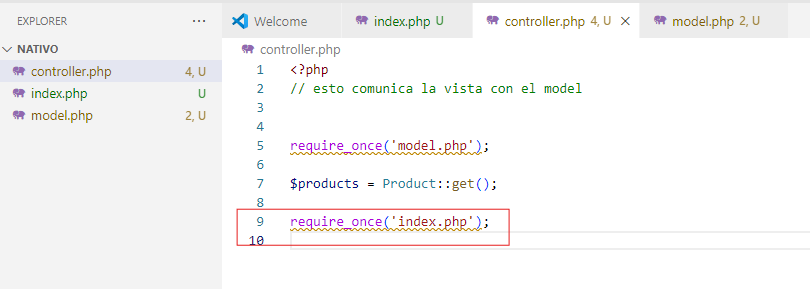 EXPLORER ···
NATIVO
controller.php 4, U
index.php U
model.php 2, U
Welcome index.php U controller.php 4, U × model.php 2, U
controller.php
1 <?php
2 // esto comunica la vista con el model
3
4
5 require_once('model.php');
6
7 $products = Product::get();
8
9 require_once('index.php');
10